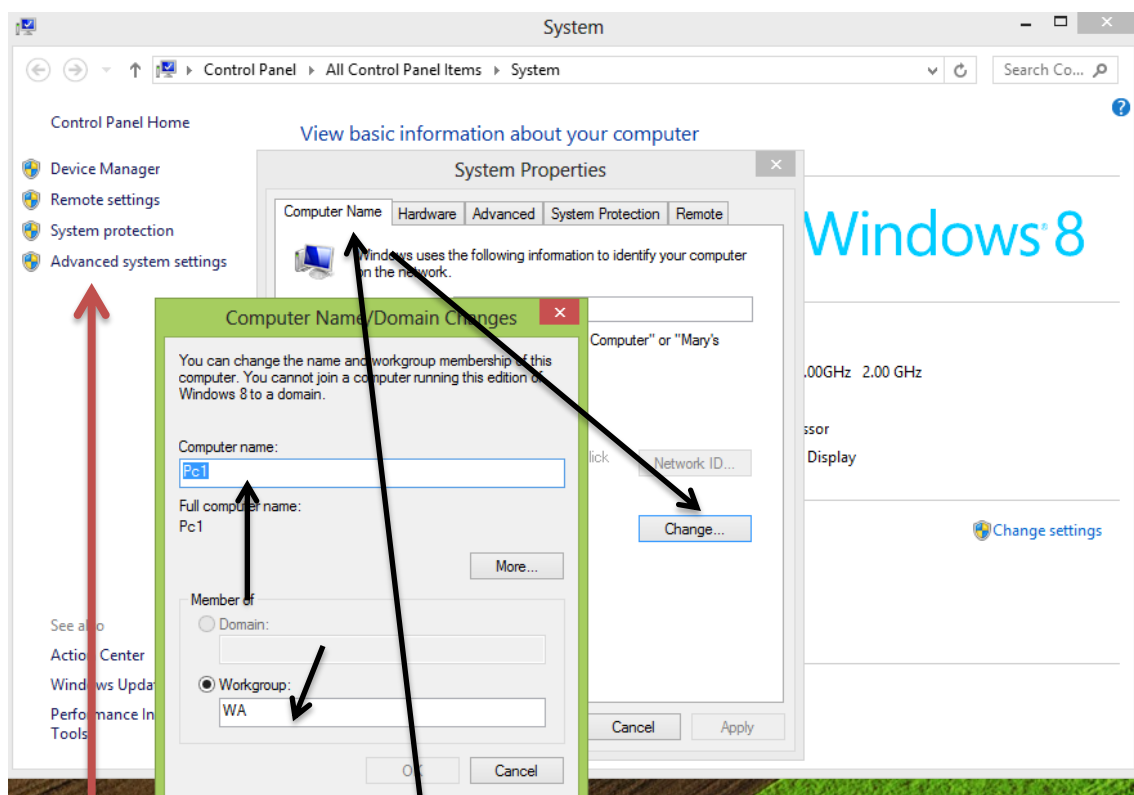 System
Control Panel All Control Panel Items System
Search Co...
Control Panel Home
View basic information about your computer
Device Manager
Remote settings
System protection
Advanced system settings
System Properties
Computer Name Hardware Advanced System Protection Remote
Windows uses the following information to identify your computer
on the network.
Windows 8
Computer Name/Domain Changes
Computer" or "Mary's
You can change the name and workgroup membership of this
computer. You cannot join a computer running this edition of
Windows 8 to a domain.
.00GHz 2.00 GHz
ssor
Display
Computer name:
Pc1
lick
Network ID...
Full computer name:
Pc1
Change...
Change settings
More...
Member of
Domain:
Workgroup:
WA
See also
Action Center
Windows Upda
Performance In
Tools
Cancel Apply
OK Cancel